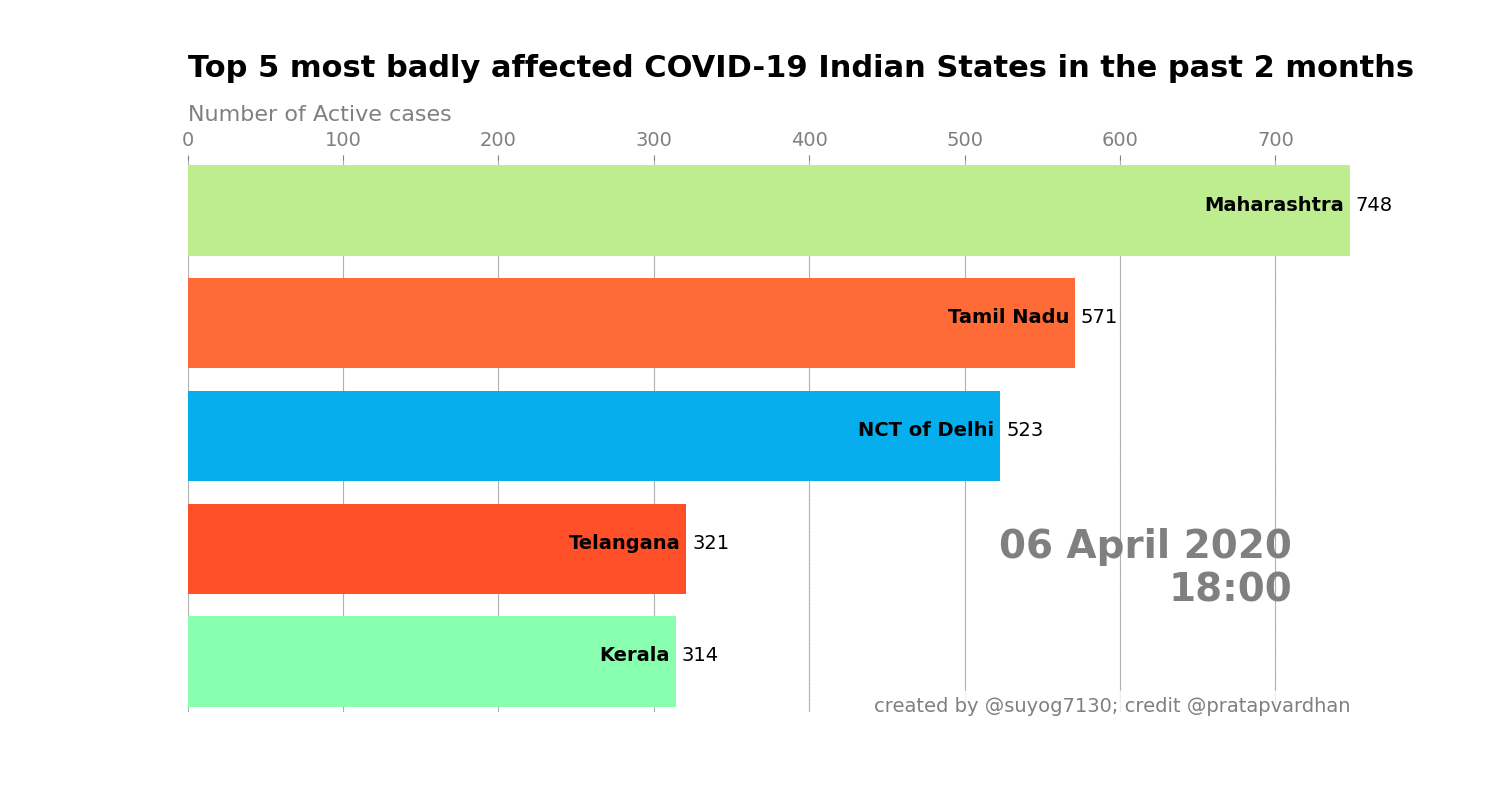 Top 5 most badly affected COVID-19 Indian States in the past 2 months
Number of Active cases
0 100 200 300 400 500 600 700
Maharashtra 748
Tamil Nadu 571
NCT of Delhi 523
Telangana 321
06 April 2020
18:00
Kerala 314
created by @suyog7130; credit @pratapvardhan